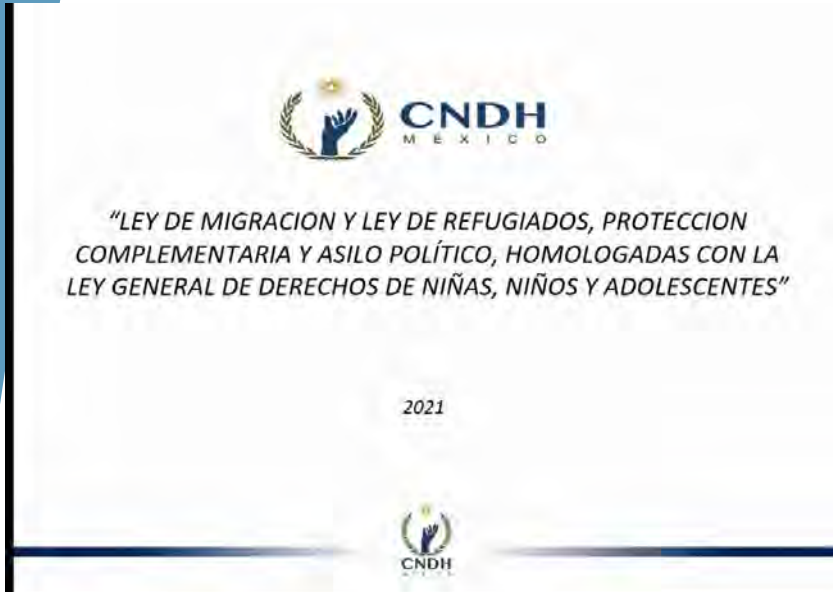 CNDH
MÉXICO
“LEY DE MIGRACION Y LEY DE REFUGIADOS, PROTECCION
COMPLEMENTARIA Y ASILO POLÍTICO, HOMOLOGADAS CON LA
LEY GENERAL DE DERECHOS DE NIÑAS, NIÑOS Y ADOLESCENTES”
2021
CNDH